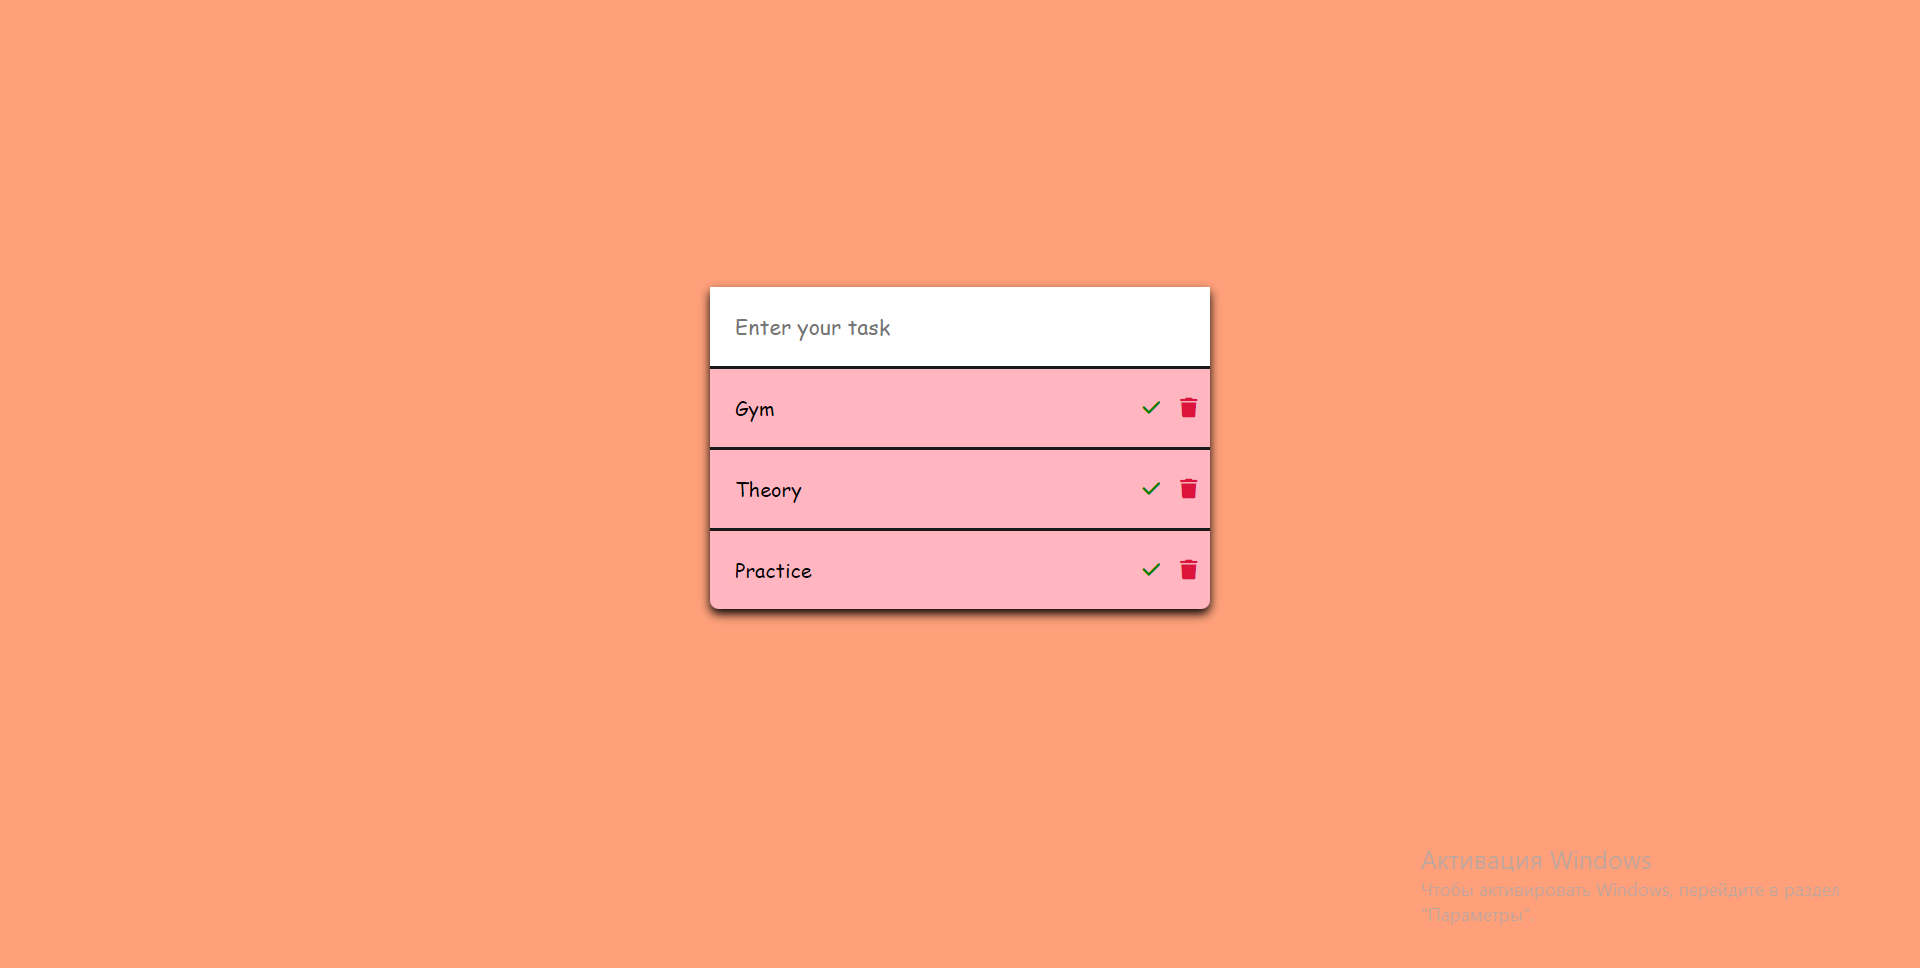 Enter your task
Gym
Theory
Practice
Активация Windows
Чтобы активировать Windows, перейдите в раздел
"Параметры".